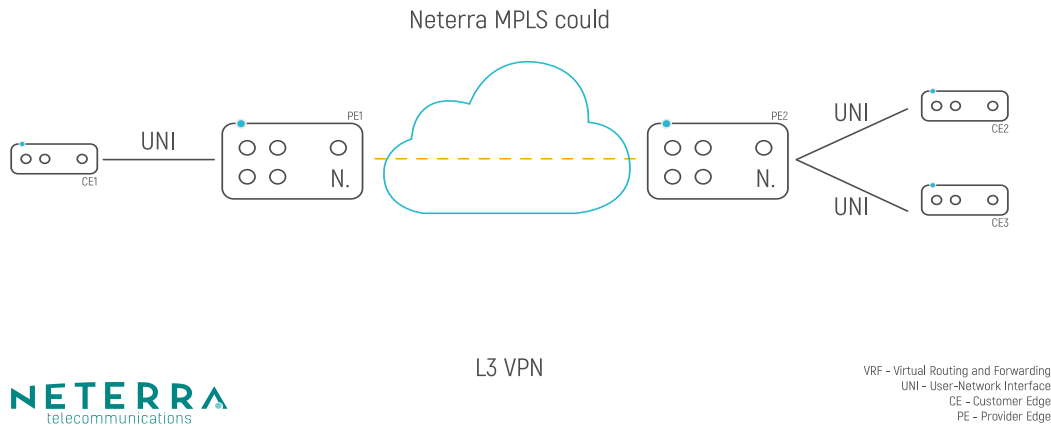 Neterra MPLS could
PE1
PE2
UNI
UNI
CE2
N.
N.
CE1
UNI
CE3
L3 VPN
NETERRA
telecommunications
VRF - Virtual Routing and Forwarding
UNI - User-Network Interface
CE - Customer Edge
PE - Provider Edge